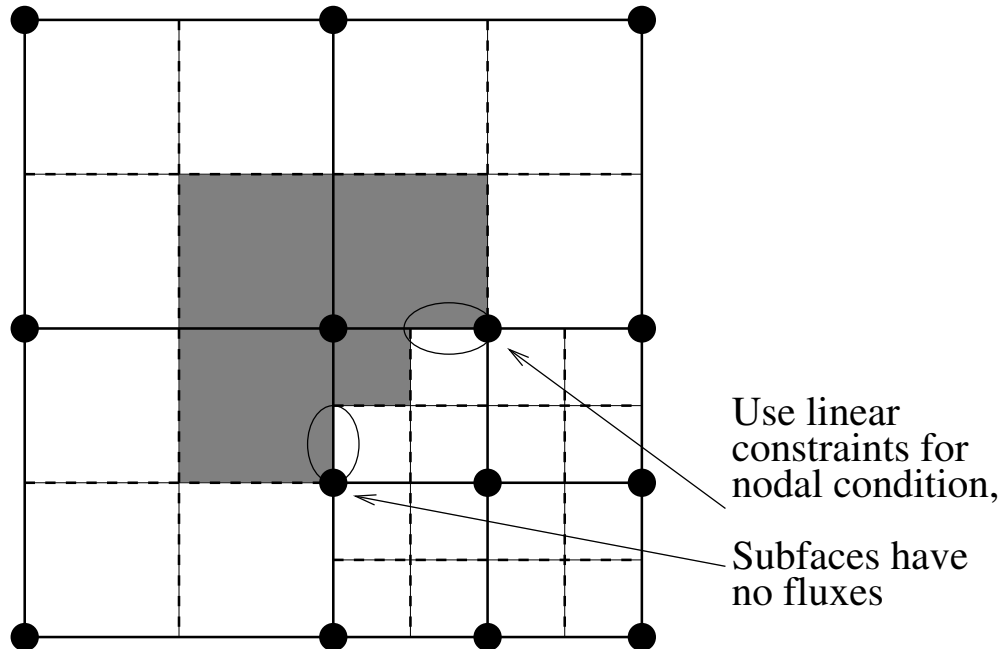 Use linear
constraints for
nodal condition,
Subfaces have
no fluxes